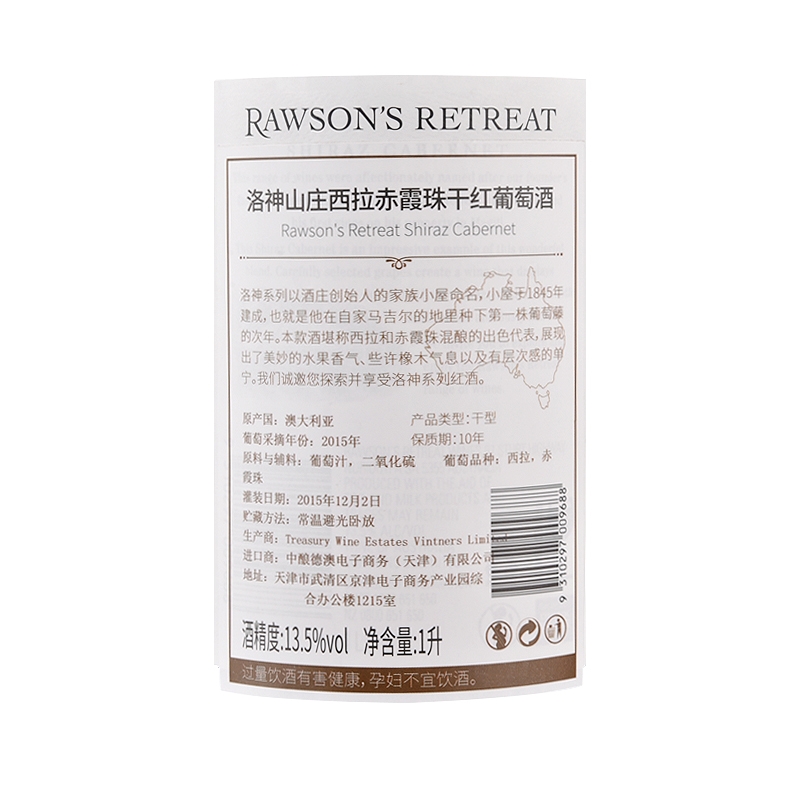 RAWSON'S RETREAT
洛神山庄西拉赤霞珠干红葡萄酒
Rawson's Retreat Shiraz Cabernet
洛神系列以酒庄创始人的家族小屋命名，小屋于1845年
建成，也就是他在自家马吉尔的地里种下第一株葡萄藤
的次年。本款酒堪称西拉和赤霞珠混酿的出色代表，展现
出了美妙的水果香气、些许橡木气息以及有层次感的单
宁。我们诚邀您探索并享受洛神系列红酒。
原产国：澳大利亚 产品类型：干型
葡萄采摘年份：2015年 保质期：10年
原料与辅料：葡萄汁，二氧化硫 葡萄品种：西拉，赤
霞珠
灌装日期：2015年12月2日
贮藏方法：常温避光卧放
生产商：Treasury Wine Estates Vintners Limited
进口商：中酿德澳电子商务（天津）有限公司
地址：天津市武清区京津电子商务产业园综
合办公楼1215室
9 310297 009688
酒精度:13.5%vol 净含量:1升
过量饮酒有害健康，孕妇不宜饮酒。